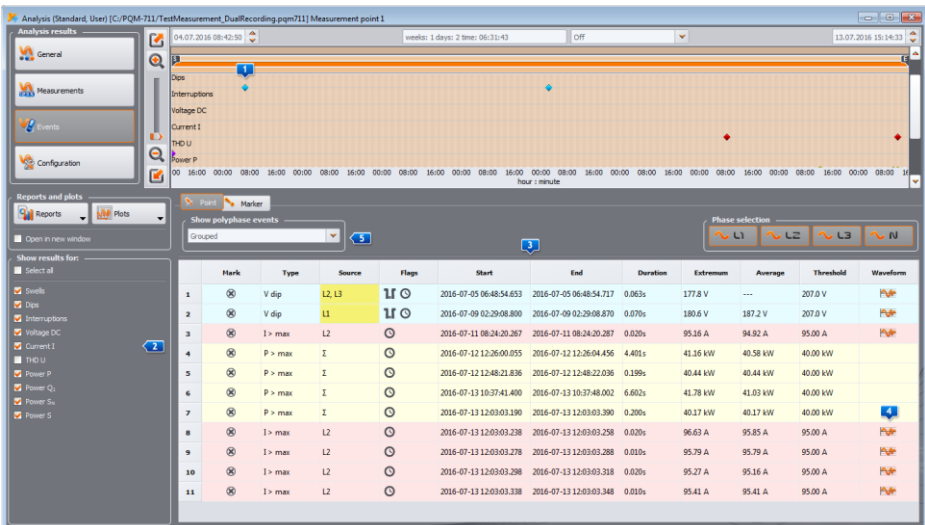 Analysis (Standard, User) [C:/PQM-711/TestMeasurement_DualRecording.pqm711] Measurement point 1
Analysis results
General
Measurements
Events
Configuration
04.07.2016 08:42:50
weeks: 1 days: 2 time: 06:31:43
Off
13.07.2016 15:14:33
S
E
1
Dips
Interruptions
Voltage DC
Current I
THD U
Power P
00 16:00 00:00 08:00 16:00 00:00 08:00 16:00 00:00 08:00 16:00 00:00 08:00 16:00 00:00 08:00 16:00 00:00 08:00 16:00 00:00 08:00 16:00 00:00 08:00 16
hour : minute
Reports and plots
Reports
Plots
Open in new window
Point
Marker
Show polyphase events
Grouped
5
3
Phase selection
L1
L2
L3
N
Show results for:
Select all
Swells
Dips
Interruptions
Voltage DC
Current I
2
THD U
Power P
Power Q₁
Power Sɴ
Power S
Mark Type Source Flags Start End Duration Extremum Average Threshold Waveform
1 V dip L2, L3 2016-07-05 06:48:54.653 2016-07-05 06:48:54.717 0.063s 177.8 V --- 207.0 V
2 V dip L1 2016-07-09 02:29:08.800 2016-07-09 02:29:08.870 0.070s 180.6 V 187.2 V 207.0 V
3 I > max L2 2016-07-11 08:24:20.267 2016-07-11 08:24:20.287 0.020s 95.16 A 94.92 A 95.00 A
4 P > max Σ 2016-07-12 12:26:00.055 2016-07-12 12:26:04.456 4.401s 41.16 kW 40.58 kW 40.00 kW
5 P > max Σ 2016-07-12 12:48:21.836 2016-07-12 12:48:22.036 0.199s 40.44 kW 40.44 kW 40.00 kW
6 P > max Σ 2016-07-13 10:37:41.400 2016-07-13 10:37:48.002 6.602s 41.78 kW 41.03 kW 40.00 kW
7 P > max Σ 2016-07-13 12:03:03.190 2016-07-13 12:03:03.390 0.200s 40.17 kW 40.17 kW 40.00 kW 4
8 I > max L2 2016-07-13 12:03:03.238 2016-07-13 12:03:03.258 0.020s 96.63 A 95.85 A 95.00 A
9 I > max L2 2016-07-13 12:03:03.278 2016-07-13 12:03:03.288 0.010s 95.79 A 95.79 A 95.00 A
10 I > max L2 2016-07-13 12:03:03.298 2016-07-13 12:03:03.318 0.020s 95.27 A 95.16 A 95.00 A
11 I > max L2 2016-07-13 12:03:03.338 2016-07-13 12:03:03.348 0.010s 95.41 A 95.41 A 95.00 A